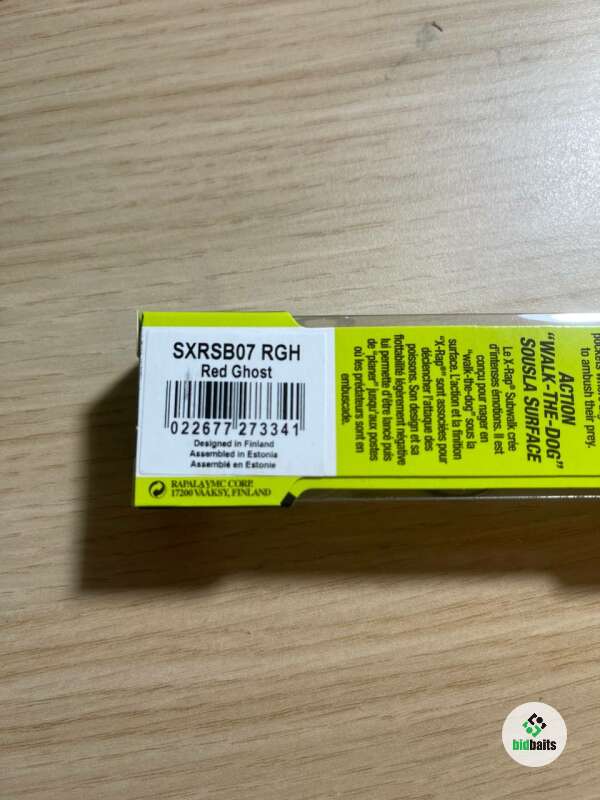 SXRSB07 RGH
Red Ghost
022677 273341
Designed in Finland
Assembled in Estonia
Assemblé en Estonie
RAPALA VMC CORP.
17200 VÄÄKSY, FINLAND
to ambush their prey.
ACTION
"WALK-THE-DOG"
SOUSLA SURFACE
Le X-Rap® Subwalk crée
d'intenses émotions. Il est
conçu pour nager en
"walk-the-dog" sous la
surface. L'action et la finition
"X-Rap®" sont associées pour
déclencher l'attaque des
poissons. Son design et sa
flottabilité légèrement négative
lui permette d'être lancé puis
de "planer" jusqu'aux postes
où les prédateurs sont en
embuscade.
bidbaits